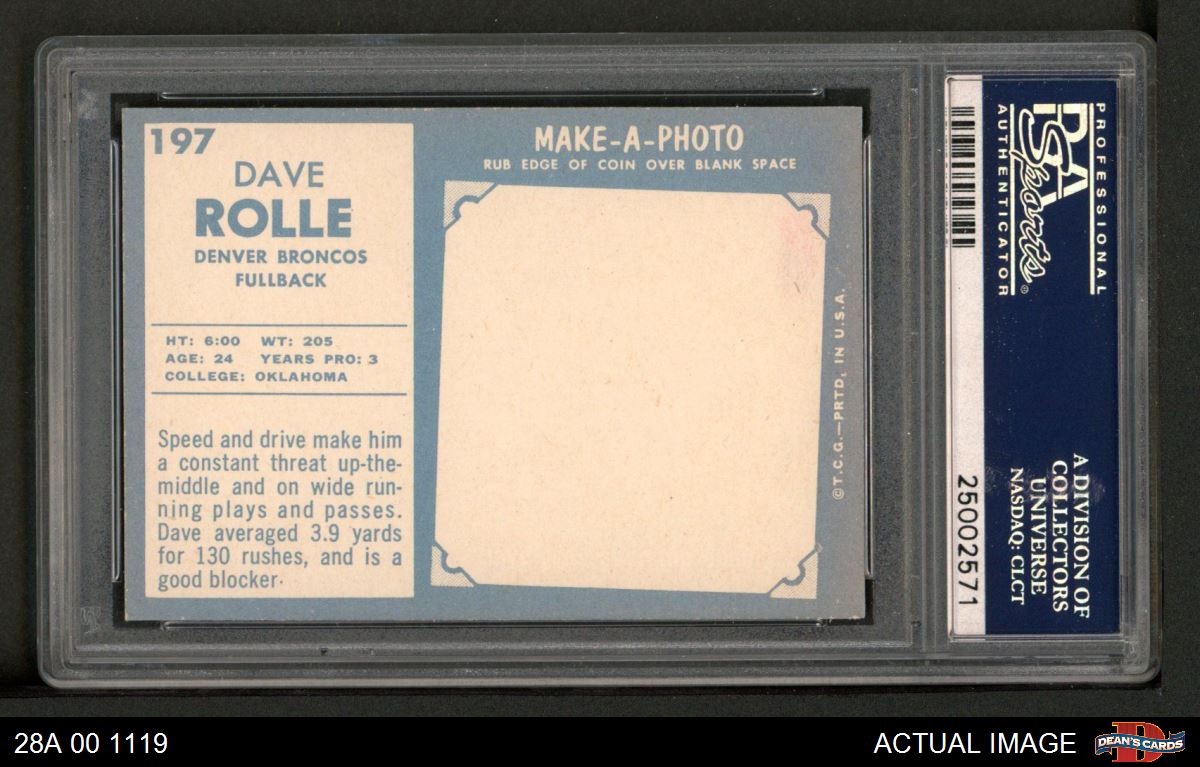 197
DAVE
ROLLE
DENVER BRONCOS
FULLBACK
HT: 6:00 WT: 205
AGE: 24 YEARS PRO: 3
COLLEGE: OKLAHOMA
Speed and drive make him
a constant threat up-the-
middle and on wide run-
ning plays and passes.
Dave averaged 3.9 yards
for 130 rushes, and is a
good blocker.
MAKE-A-PHOTO
RUB EDGE OF COIN OVER BLANK SPACE
©T.C.G.—PRTD. IN U.S.A.
PROFESSIONAL
PSA
Sports®
AUTHENTICATOR
A DIVISION OF
COLLECTORS
UNIVERSE
NASDAQ: CLCT
25002571
28A 00 1119
ACTUAL IMAGE
D
DEAN'S CARDS